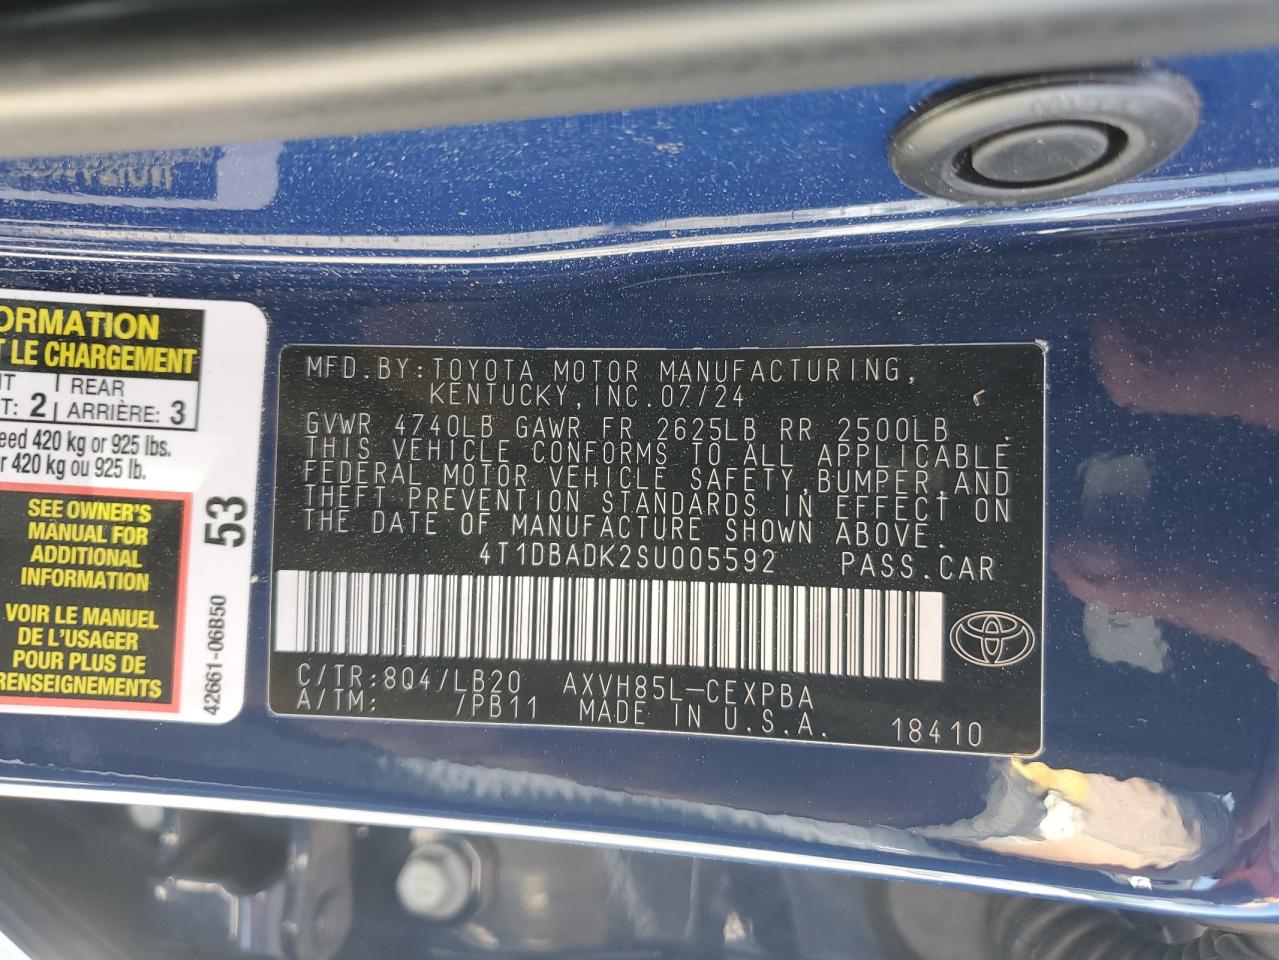 ORMATION
T LE CHARGEMENT
NT
T: 2
REAR
ARRIÈRE: 3
eed 420 kg or 925 lbs.
r 420 kg ou 925 lb.
SEE OWNER'S
MANUAL FOR
ADDITIONAL
INFORMATION
VOIR LE MANUEL
DE L'USAGER
POUR PLUS DE
RENSEIGNEMENTS
53
42661-06B50
MFD.BY:TOYOTA MOTOR MANUFACTURING,
KENTUCKY, INC.07/24
GVWR 4740LB GAWR FR 2625LB RR 2500LB
THIS VEHICLE CONFORMS TO ALL APPLICABLE
FEDERAL MOTOR VEHICLE SAFETY,BUMPER,AND
THEFT PREVENTION STANDARDS IN EFFECT ON
THE DATE OF MANUFACTURE SHOWN ABOVE.
4T1DBADK2SU005592 PASS.CAR
C/TR:8Q4/LB20 AXVH85L-CEXPBA
A/TM: /PB11 MADE IN U.S.A. 18410